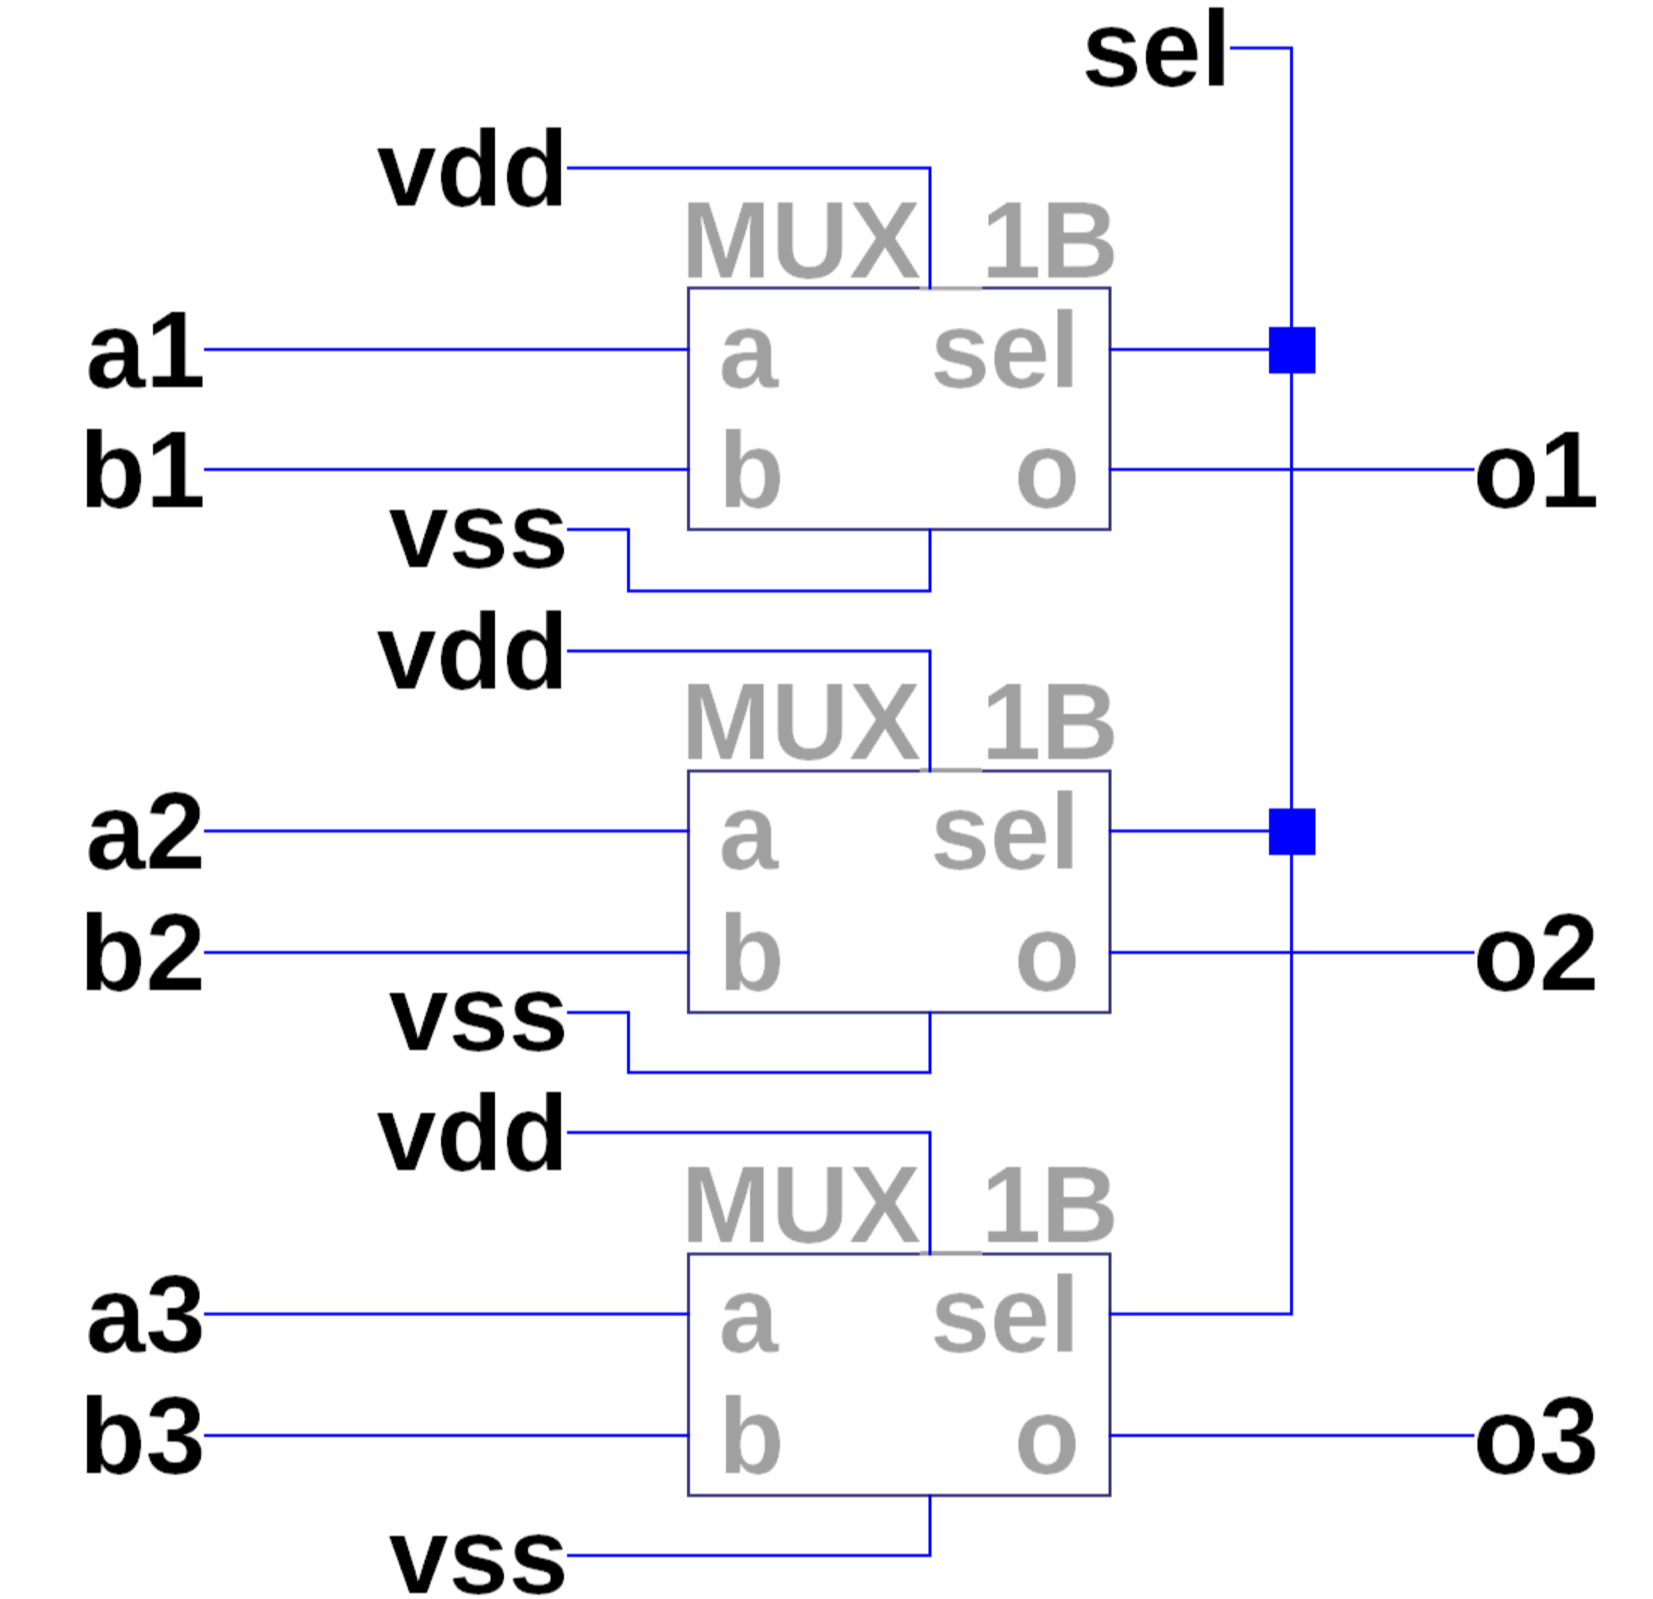 sel
vdd
MUX_1B
a1 a sel
b1 b o o1
vss
vdd
MUX_1B
a2 a sel
b2 b o o2
vss
vdd
MUX_1B
a3 a sel
b3 b o o3
vss